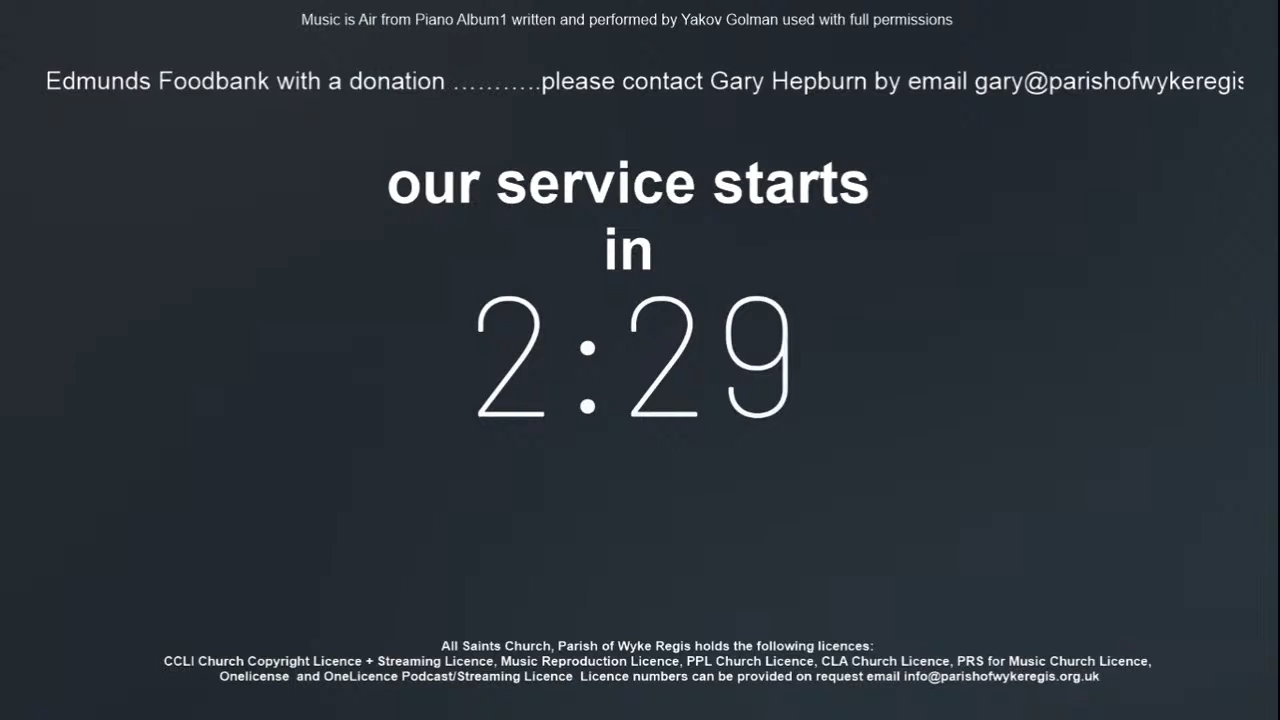 Music is Air from Piano Album1 written and performed by Yakov Golman used with full permissions
Edmunds Foodbank with a donation ………..please contact Gary Hepburn by email gary@parishofwykeregis
our service starts
in
2:29
All Saints Church, Parish of Wyke Regis holds the following licences:
CCLI Church Copyright Licence + Streaming Licence, Music Reproduction Licence, PPL Church Licence, CLA Church Licence, PRS for Music Church Licence,
Onelicense  and OneLicence Podcast/Streaming Licence  Licence numbers can be provided on request email info@parishofwykeregis.org.uk